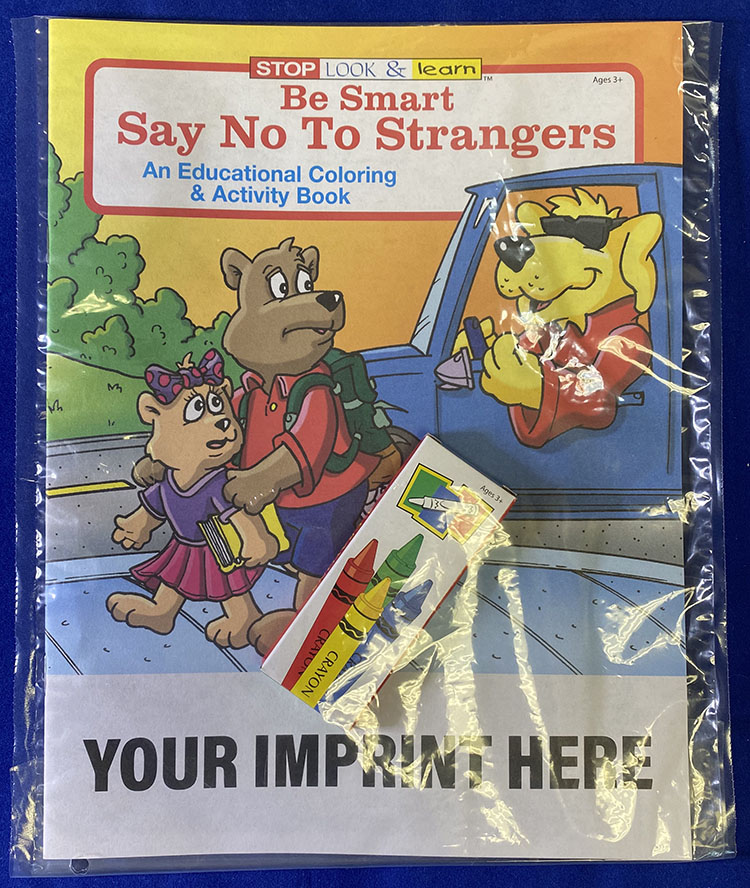 STOP LOOK & learn™
Ages 3+
Be Smart
Say No To Strangers
An Educational Coloring
& Activity Book
Ages 3+
CRAYON
CRAYON
YOUR IMPRINT HERE